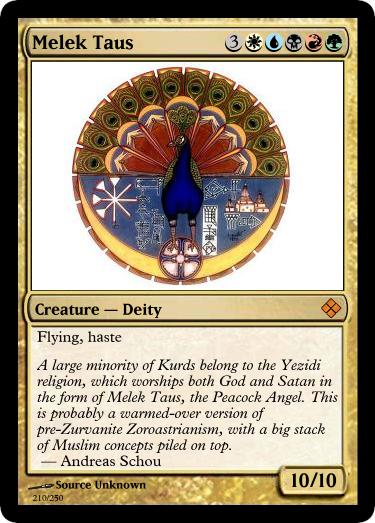 Melek Taus 3
Creature — Deity
Flying, haste
A large minority of Kurds belong to the Yezidi
religion, which worships both God and Satan in
the form of Melek Taus, the Peacock Angel. This
is probably a warmed-over version of
pre-Zurvanite Zoroastrianism, with a big stack
of Muslim concepts piled on top.
— Andreas Schou
Source Unknown
10/10
210/250